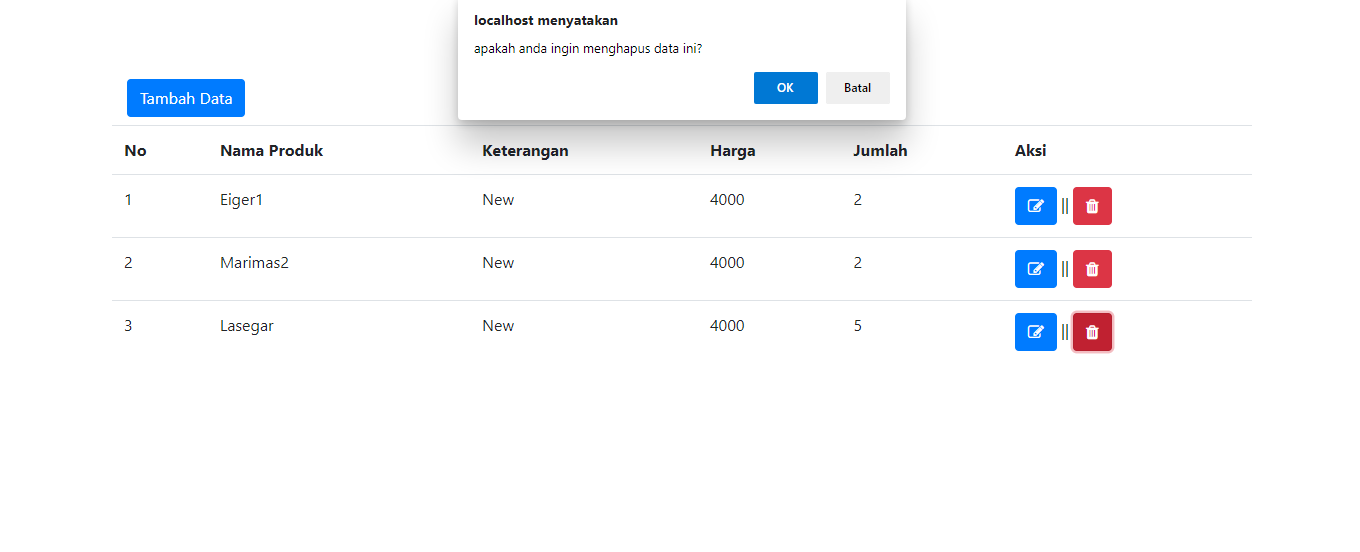 localhost menyatakan
apakah anda ingin menghapus data ini?
OK Batal
Tambah Data
No Nama Produk Keterangan Harga Jumlah Aksi
1 Eiger1 New 4000 2 ||
2 Marimas2 New 4000 2 ||
3 Lasegar New 4000 5 ||